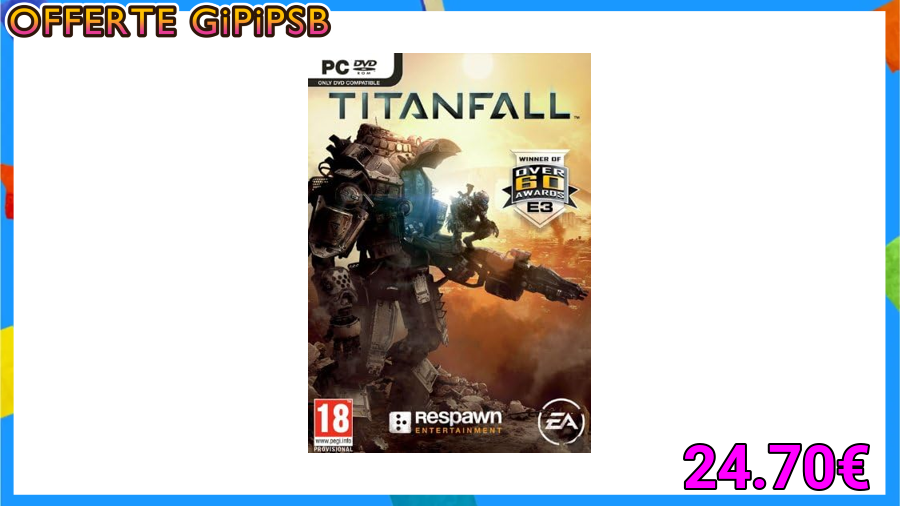 OFFERTE GiPiPSB
PC DVD
ROM
ONLY DVD COMPATIBLE
TITANFALL™
WINNER OF
OVER
60
AWARDS
E3
18
www.pegi.info
PROVISIONAL
Respawn
ENTERTAINMENT
EA
24.70€